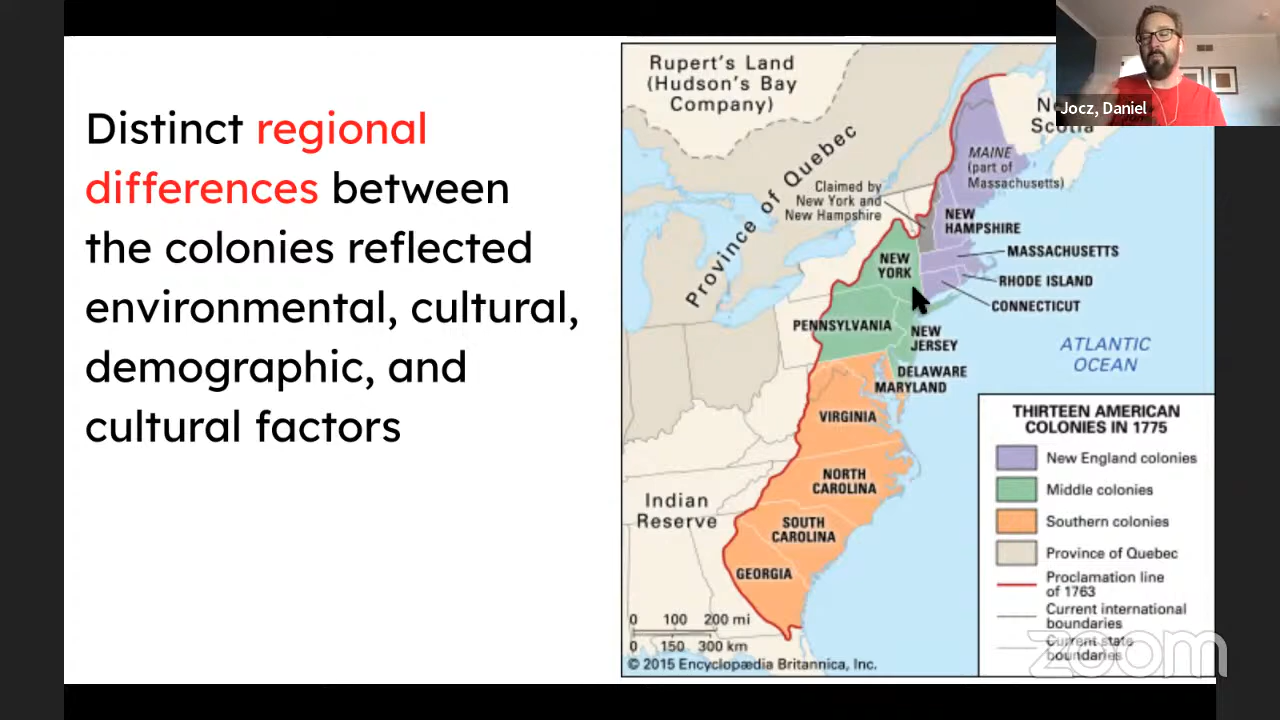 Distinct regional
differences between
the colonies reflected
environmental, cultural,
demographic, and
cultural factors
Rupert's Land
(Hudson's Bay
Company)
Province of Quebec
Jocz, Daniel
Scotia
MAINE
(part of
Massachusetts)
Claimed by
New York and
New Hampshire
NEW
HAMPSHIRE
MASSACHUSETTS
RHODE ISLAND
CONNECTICUT
NEW
YORK
PENNSYLVANIA
NEW
JERSEY
DELAWARE
MARYLAND
ATLANTIC
OCEAN
VIRGINIA
NORTH
CAROLINA
SOUTH
CAROLINA
GEORGIA
Indian
Reserve
THIRTEEN AMERICAN
COLONIES IN 1775
New England colonies
Middle colonies
Southern colonies
Province of Quebec
Proclamation line
of 1763
Current international
boundaries
Current state
boundaries
0 100 200 mi
0 150 300 km
© 2015 Encyclopædia Britannica, Inc.
zoom